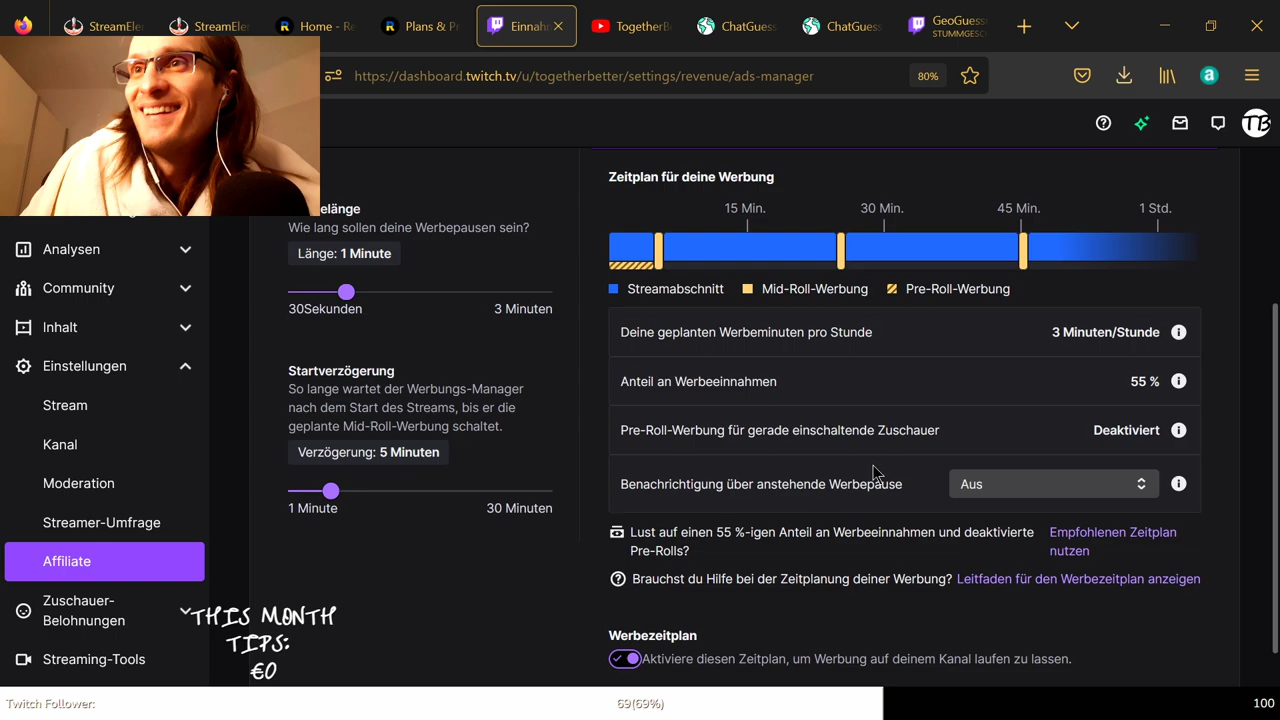 StreamEle
StreamEle
Home - Re
Plans & Pr
Einnahm
TogetherBe
ChatGuess
ChatGuess
GeoGuess
STUMMGESC
https://dashboard.twitch.tv/u/togetherbetter/settings/revenue/ads-manager
80%
a
TB
Analysen
Community
Inhalt
Einstellungen
Stream
Kanal
Moderation
Streamer-Umfrage
Affiliate
Zuschauer-
Belohnungen
Streaming-Tools
elänge
Wie lang sollen deine Werbepausen sein?
Länge: 1 Minute
30Sekunden
3 Minuten
Startverzögerung
So lange wartet der Werbungs-Manager
nach dem Start des Streams, bis er die
geplante Mid-Roll-Werbung schaltet.
Verzögerung: 5 Minuten
1 Minute
30 Minuten
Zeitplan für deine Werbung
15 Min.
30 Min.
45 Min.
1 Std.
Streamabschnitt
Mid-Roll-Werbung
Pre-Roll-Werbung
Deine geplanten Werbeminuten pro Stunde
3 Minuten/Stunde
Anteil an Werbeeinnahmen
55 %
Pre-Roll-Werbung für gerade einschaltende Zuschauer
Deaktiviert
Benachrichtigung über anstehende Werbepause
Aus
Lust auf einen 55 %-igen Anteil an Werbeeinnahmen und deaktivierte
Pre-Rolls?
Empfohlenen Zeitplan
nutzen
Brauchst du Hilfe bei der Zeitplanung deiner Werbung? Leitfaden für den Werbezeitplan anzeigen
Werbezeitplan
Aktiviere diesen Zeitplan, um Werbung auf deinem Kanal laufen zu lassen.
THIS MONTH
TIPS:
€0
Twitch Follower:
69(69%)
100